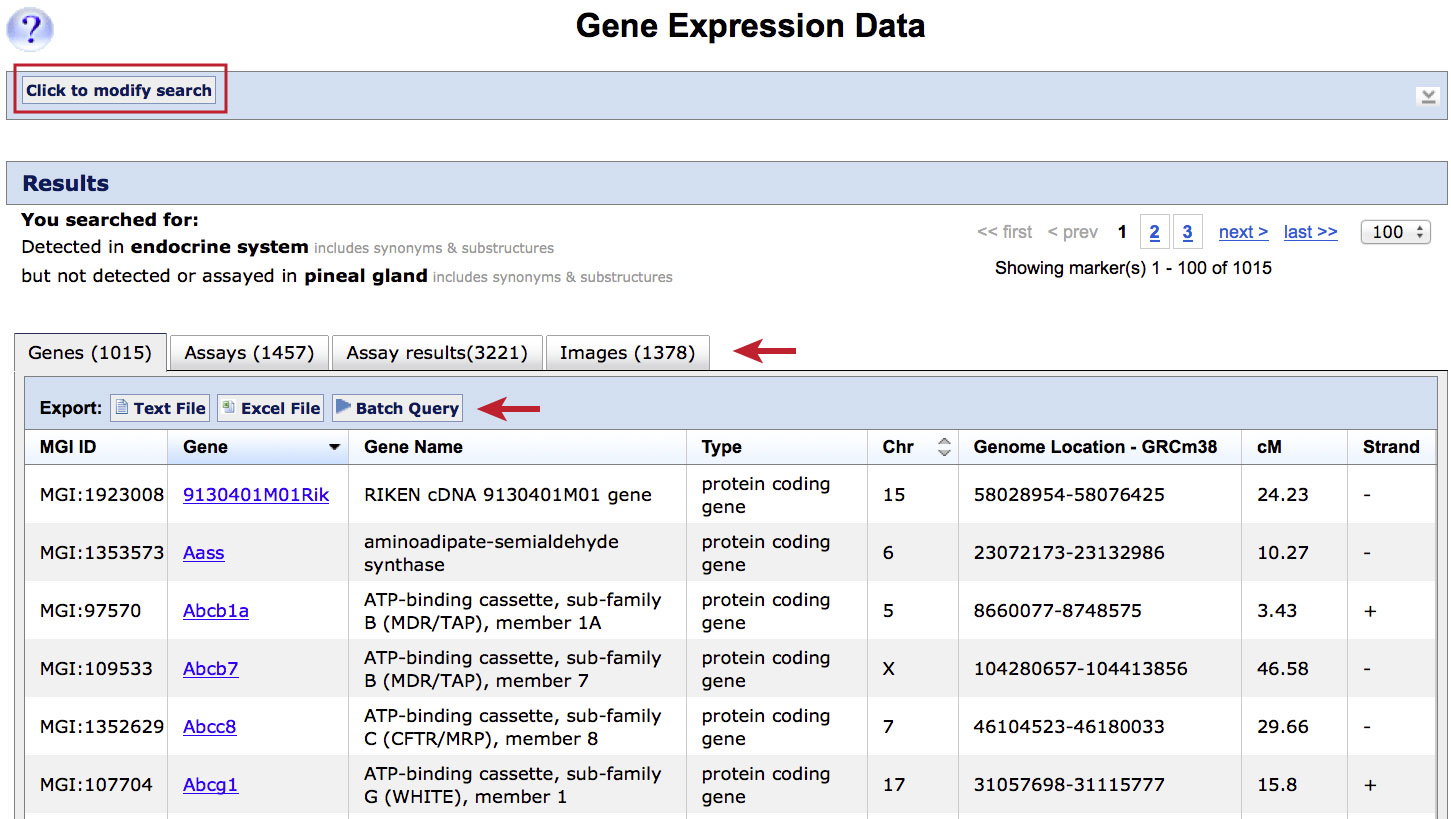 ?
Gene Expression Data
Click to modify search
Results
You searched for:
Detected in endocrine system includes synonyms & substructures
but not detected or assayed in pineal gland includes synonyms & substructures
<< first < prev 1 2 3 next > last >> 100
Showing marker(s) 1 - 100 of 1015
Genes (1015) Assays (1457) Assay results(3221) Images (1378)
Export: Text File Excel File Batch Query
MGI ID Gene Gene Name Type Chr Genome Location - GRCm38 cM Strand
MGI:1923008 9130401M01Rik RIKEN cDNA 9130401M01 gene protein coding 15 58028954-58076425 24.23 -
gene
MGI:1353573 Aass aminoadipate-semialdehyde protein coding 6 23072173-23132986 10.27 -
synthase gene
MGI:97570 Abcb1a ATP-binding cassette, sub-family protein coding 5 8660077-8748575 3.43 +
B (MDR/TAP), member 1A gene
MGI:109533 Abcb7 ATP-binding cassette, sub-family protein coding X 104280657-104413856 46.58 -
B (MDR/TAP), member 7 gene
MGI:1352629 Abcc8 ATP-binding cassette, sub-family protein coding 7 46104523-46180033 29.66 -
C (CFTR/MRP), member 8 gene
MGI:107704 Abcg1 ATP-binding cassette, sub-family protein coding 17 31057698-31115777 15.8 +
G (WHITE), member 1 gene